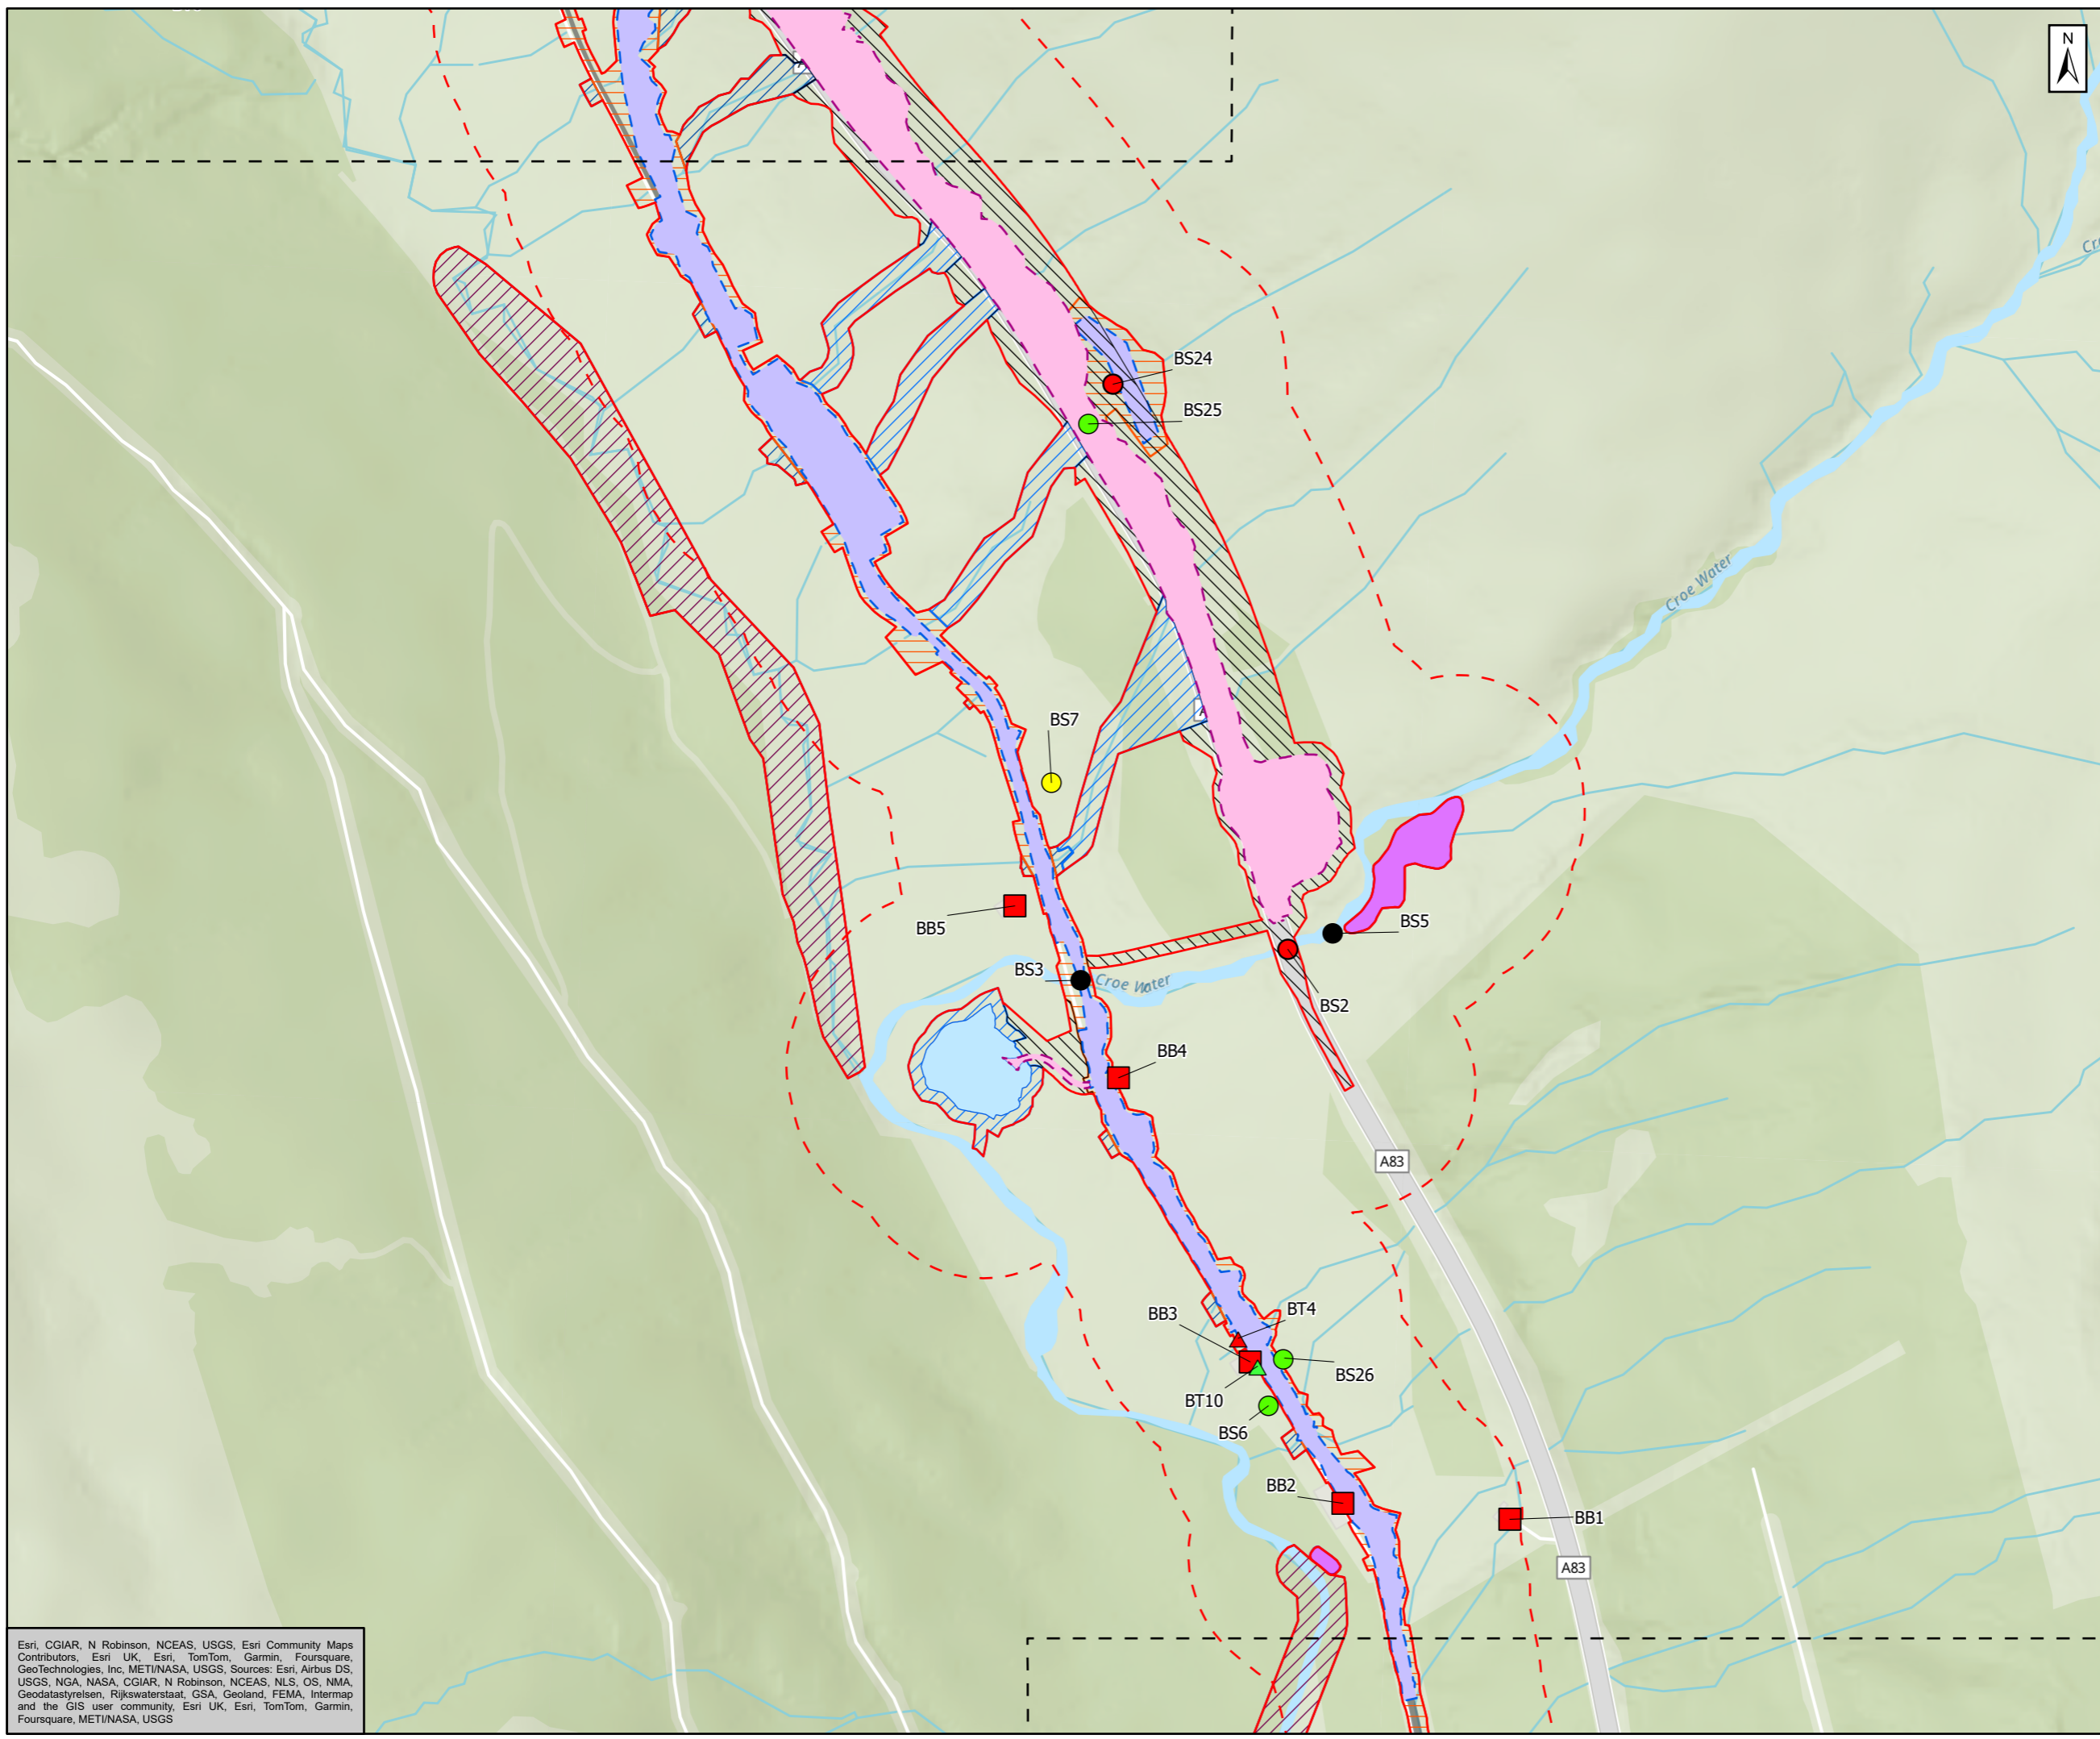 N
BS24
BS25
Croe Water
BS7
BB5
BS5
BS3
Croe Water
BS2
BB4
A83
BT4
BB3
BS26
BT10
BS6
BB2
BB1
A83
Esri, CGIAR, N Robinson, NCEAS, USGS, Esri Community Maps
Contributors, Esri UK, Esri, TomTom, Garmin, Foursquare,
GeoTechnologies, Inc, METI/NASA, USGS, Sources: Esri, Airbus DS,
USGS, NGA, NASA, CGIAR, N Robinson, NCEAS, NLS, OS, NMA,
Geodatastyrelsen, Rijkswaterstaat, GSA, Geoland, FEMA, Intermap
and the GIS user community, Esri UK, Esri, TomTom, Garmin,
Foursquare, METI/NASA, USGS